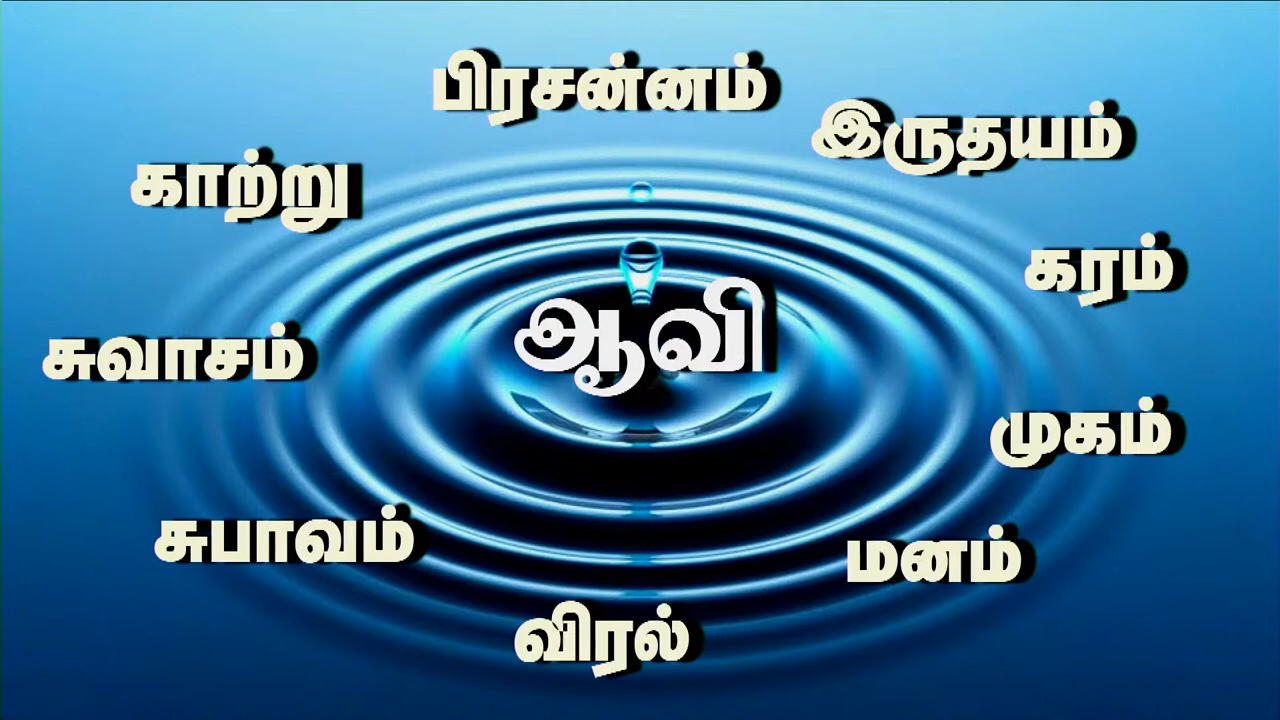 பிரசன்னம்
இருதயம்
காற்று
கரம்
ஆவி
சுவாசம்
முகம்
சுபாவம்
மனம்
விரல்